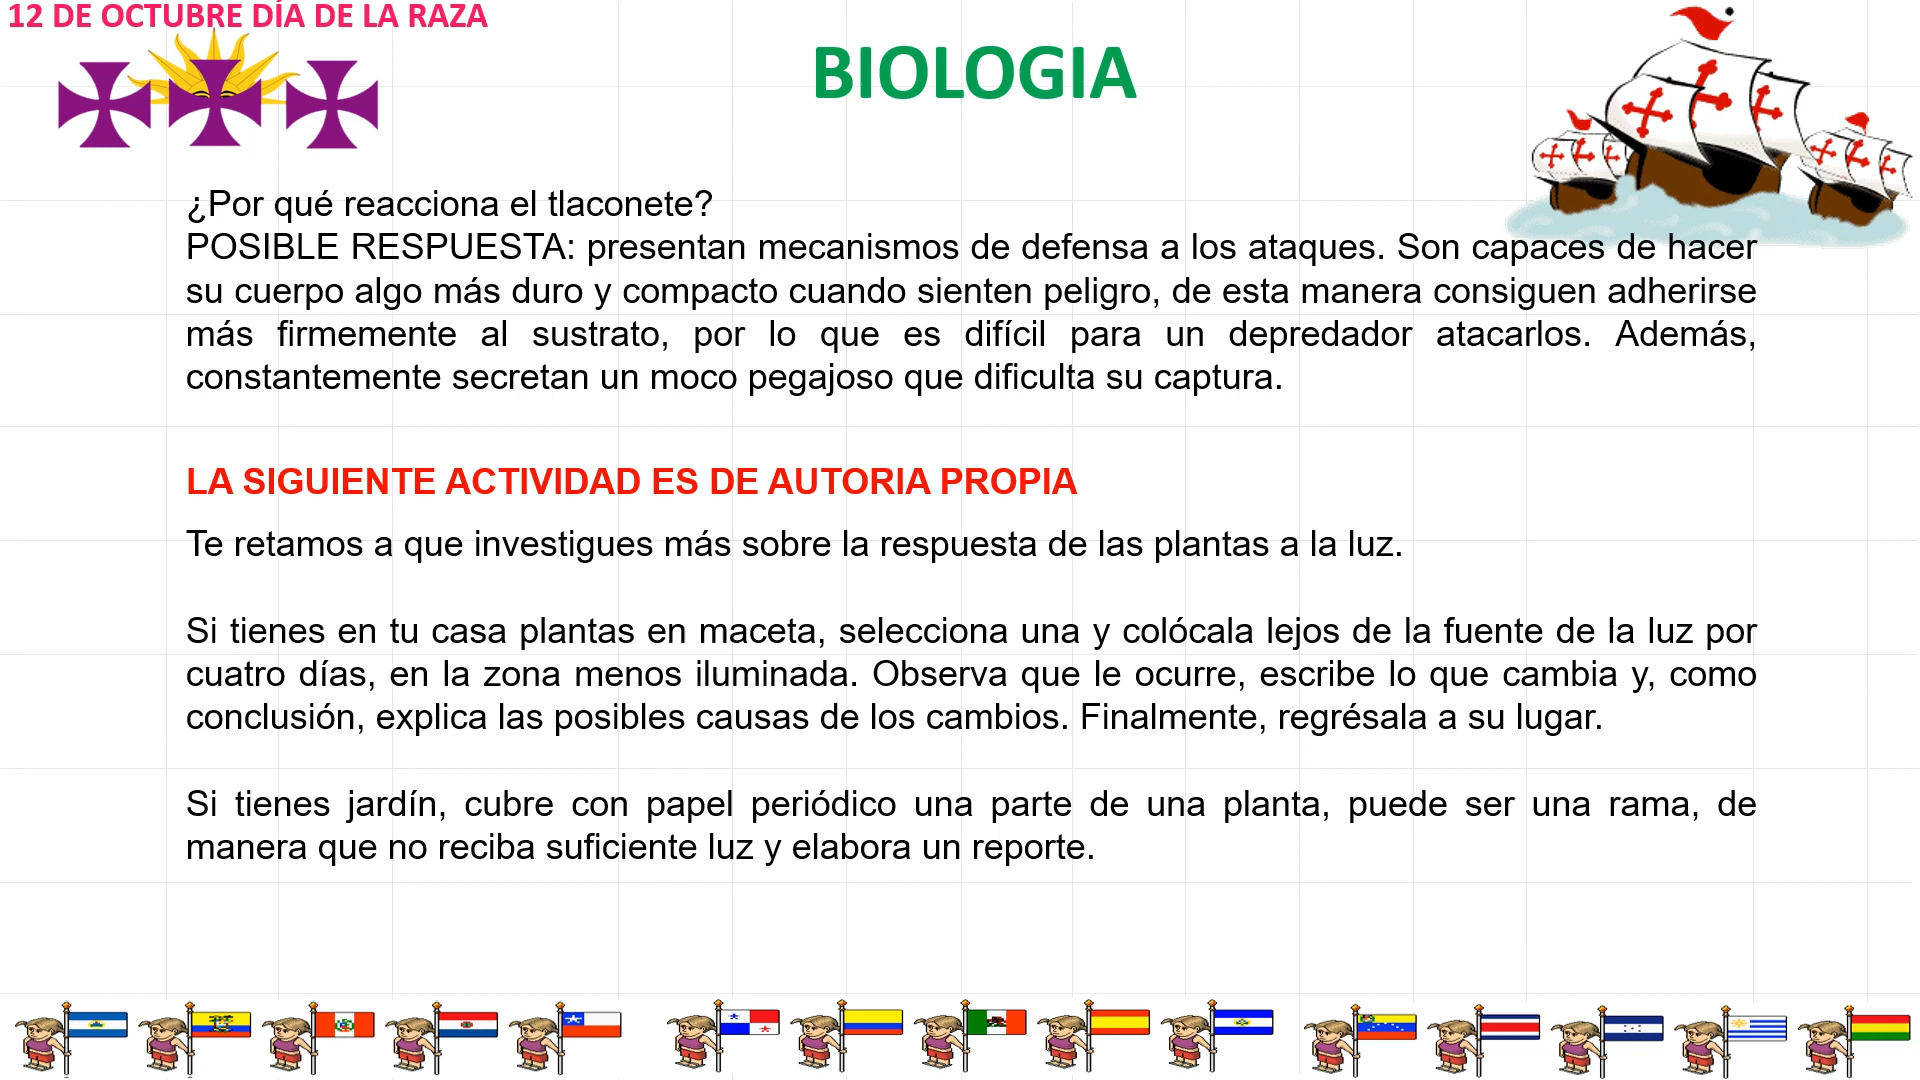 12 DE OCTUBRE DÍA DE LA RAZA
BIOLOGIA
¿Por qué reacciona el tlaconete?
POSIBLE RESPUESTA: presentan mecanismos de defensa a los ataques. Son capaces de hacer
su cuerpo algo más duro y compacto cuando sienten peligro, de esta manera consiguen adherirse
más firmemente al sustrato, por lo que es difícil para un depredador atacarlos. Además,
constantemente secretan un moco pegajoso que dificulta su captura.
LA SIGUIENTE ACTIVIDAD ES DE AUTORIA PROPIA
Te retamos a que investigues más sobre la respuesta de las plantas a la luz.
Si tienes en tu casa plantas en maceta, selecciona una y colócala lejos de la fuente de la luz por
cuatro días, en la zona menos iluminada. Observa que le ocurre, escribe lo que cambia y, como
conclusión, explica las posibles causas de los cambios. Finalmente, regrésala a su lugar.
Si tienes jardín, cubre con papel periódico una parte de una planta, puede ser una rama, de
manera que no reciba suficiente luz y elabora un reporte.